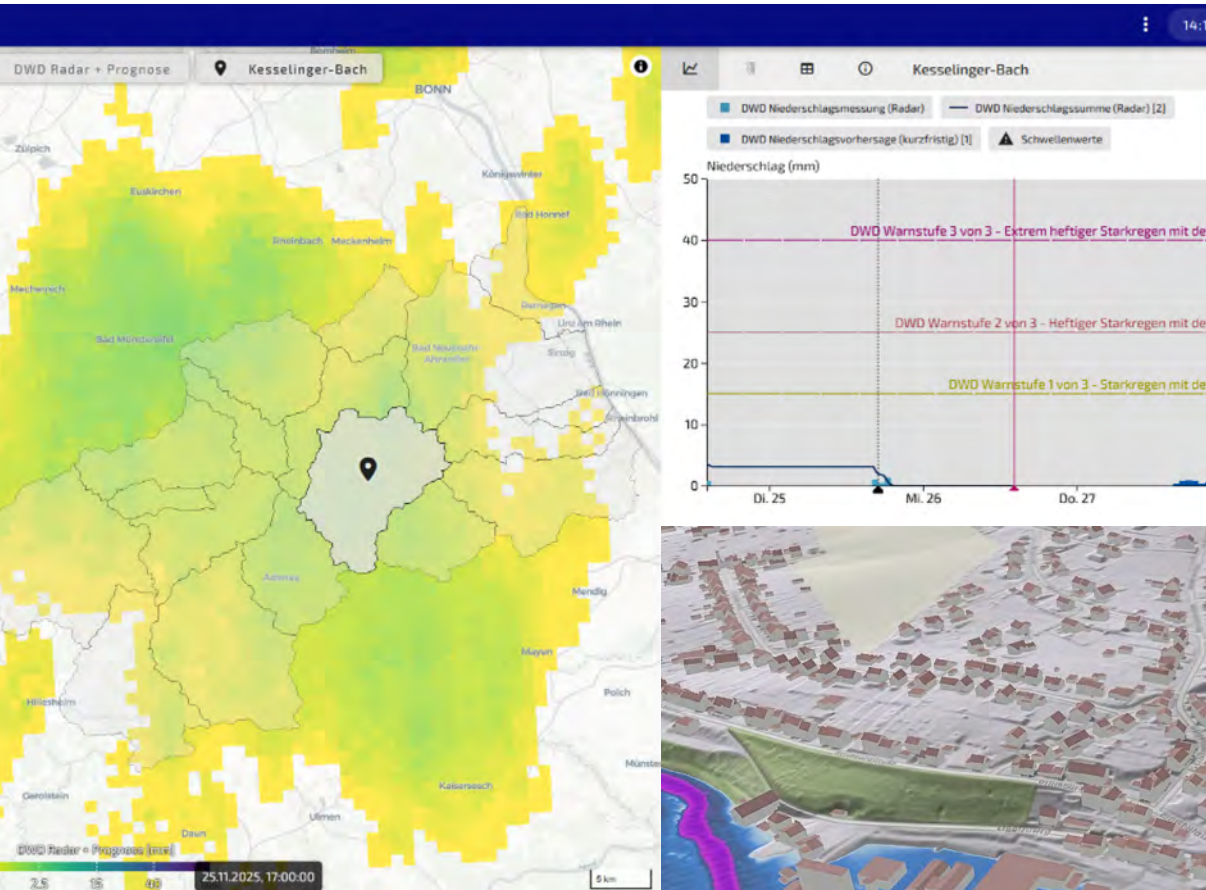 14:1
DWD Radar + Prognose
Kesselinger-Bach
Bornheim
BONN
Zülpich
Königswinter
Euskirchen
Bad Honnef
Rheinbach
Meckenheim
Mechernich
Remagen
Linz am Rhein
Bad Münstereifel
Bad Neuenahr-
Ahrweiler
Sinzig
Bad Hönningen
Rheinbrohl
Adenau
Mendig
Mayen
Polch
Hillesheim
Münster
Kaisersesch
Gerolstein
Ulmen
Daun
DWD Radar + Prognose [mm]
2,5 15 40
25.11.2025, 17:00:00
5 km
Kesselinger-Bach
DWD Niederschlagsmessung (Radar)
DWD Niederschlagssumme (Radar) [2]
DWD Niederschlagsvorhersage (kurzfristig) [1]
Schwellenwerte
Niederschlag (mm)
50
DWD Warnstufe 3 von 3 - Extrem heftiger Starkregen mit de
40
30
DWD Warnstufe 2 von 3 - Heftiger Starkregen mit de
20
DWD Warnstufe 1 von 3 - Starkregen mit de
10
0
Di. 25
Mi. 26
Do. 27